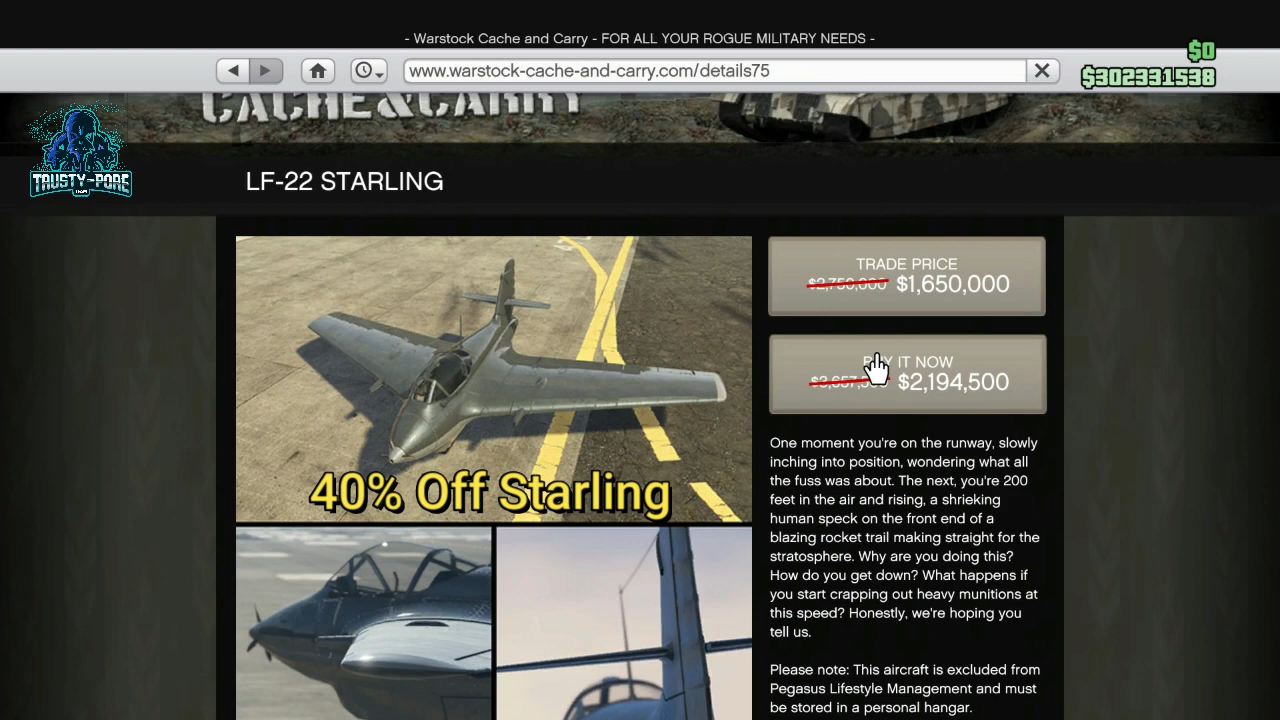 - Warstock Cache and Carry - FOR ALL YOUR ROGUE MILITARY NEEDS -
$0
www.warstock-cache-and-carry.com/details75
$302331538
CACHE&CARRY
TRUSTY-PORE
LF-22 STARLING
TRADE PRICE
$2,750,000 $1,650,000
IT NOW
$2,194,500
40% Off Starling
One moment you're on the runway, slowly
inching into position, wondering what all
the fuss was about. The next, you're 200
feet in the air and rising, a shrieking
human speck on the front end of a
blazing rocket trail making straight for the
stratosphere. Why are you doing this?
How do you get down? What happens if
you start crapping out heavy munitions at
this speed? Honestly, we're hoping you
tell us.
Please note: This aircraft is excluded from
Pegasus Lifestyle Management and must
be stored in a personal hangar.